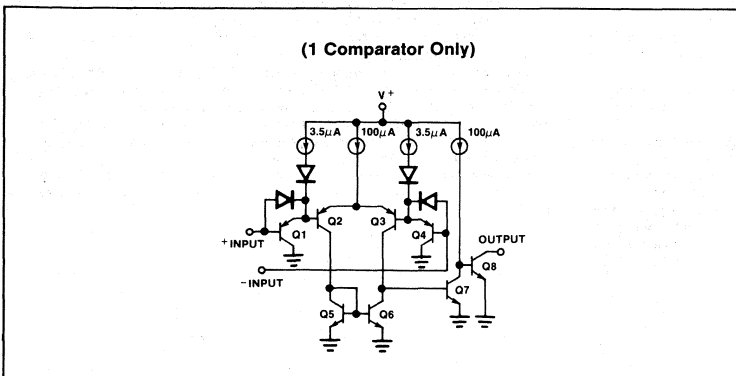 (1 Comparator Only)
V+
3.5μA 100μA 3.5μA 100μA
Q2 Q3
+INPUT Q1 Q4 OUTPUT
Q8
-INPUT Q7
Q5 Q6